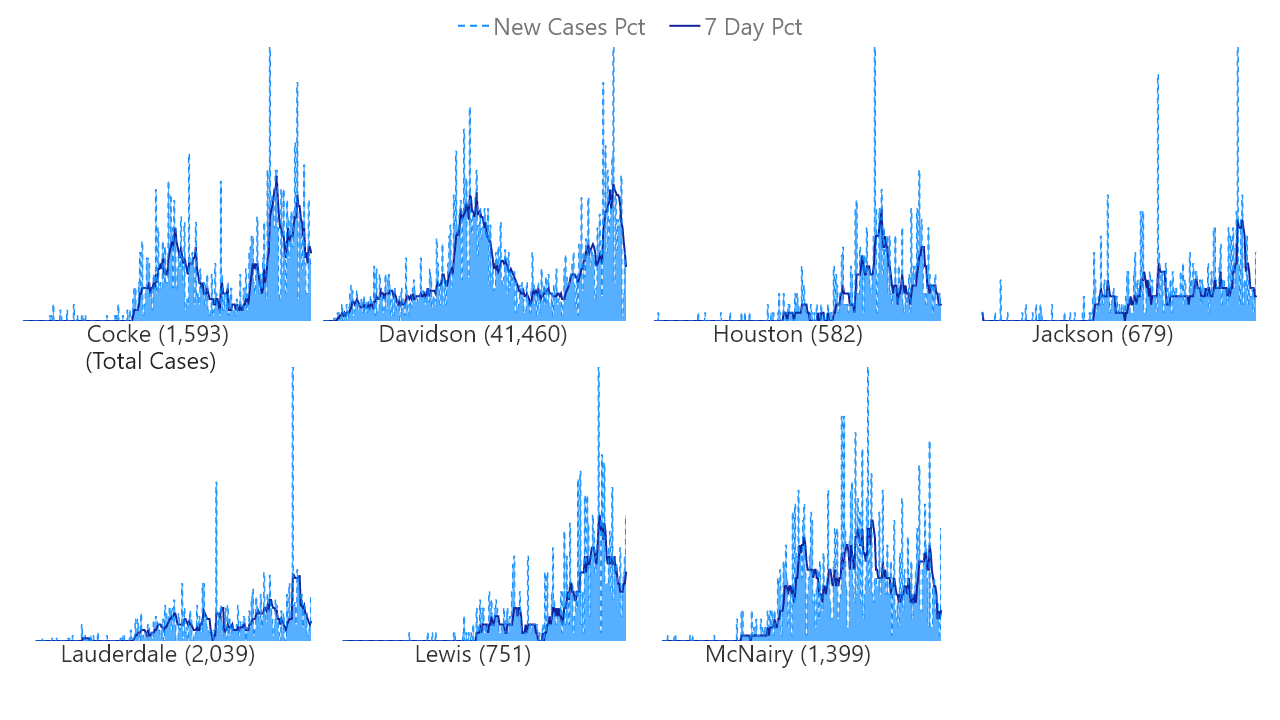 New Cases Pct 7 Day Pct
Cocke (1,593)
(Total Cases)
Davidson (41,460)
Houston (582)
Jackson (679)
Lauderdale (2,039)
Lewis (751)
McNairy (1,399)